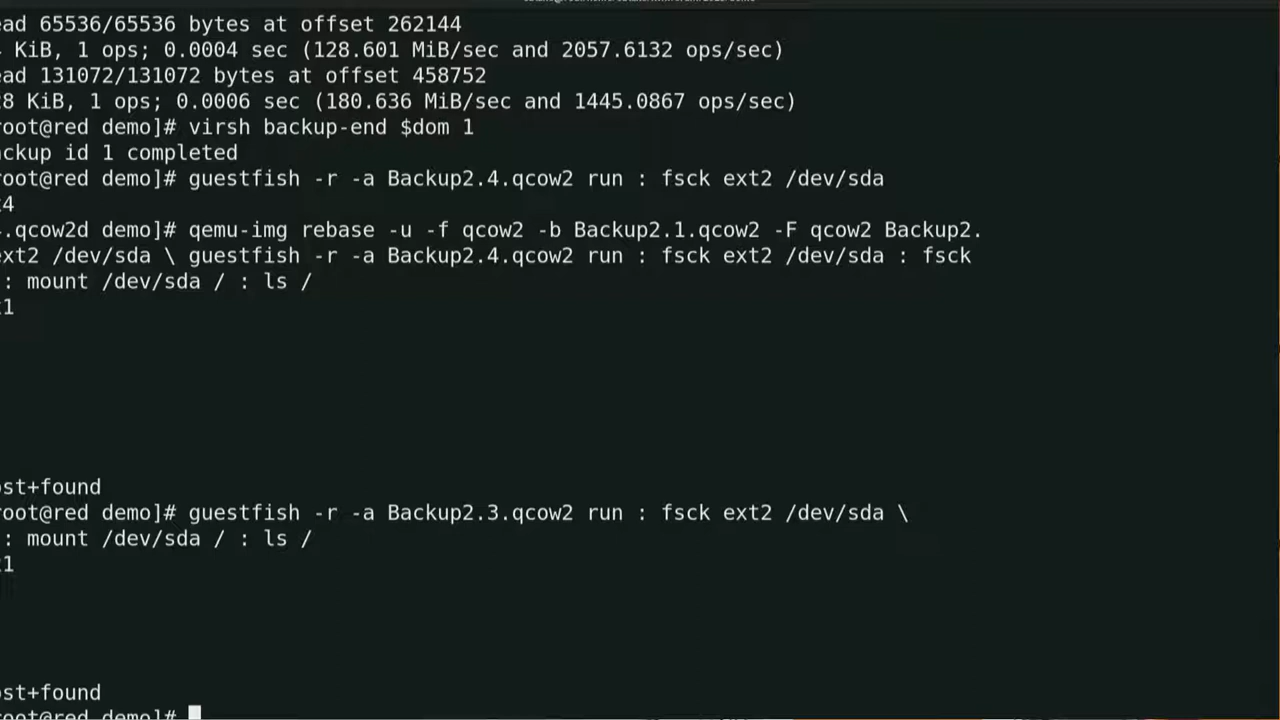 ead 65536/65536 bytes at offset 262144
KiB, 1 ops; 0.0004 sec (128.601 MiB/sec and 2057.6132 ops/sec)
ead 131072/131072 bytes at offset 458752
8 KiB, 1 ops; 0.0006 sec (180.636 MiB/sec and 1445.0867 ops/sec)
root@red demo]# virsh backup-end $dom 1
ackup id 1 completed
root@red demo]# guestfish -r -a Backup2.4.qcow2 run : fsck ext2 /dev/sda
4
.qcow2d demo]# qemu-img rebase -u -f qcow2 -b Backup2.1.qcow2 -F qcow2 Backup2.
ext2 /dev/sda \ guestfish -r -a Backup2.4.qcow2 run : fsck ext2 /dev/sda : fsck
: mount /dev/sda / : ls /
1
ost+found
root@red demo]# guestfish -r -a Backup2.3.qcow2 run : fsck ext2 /dev/sda \
: mount /dev/sda / : ls /
1
ost+found
root@red demo]#